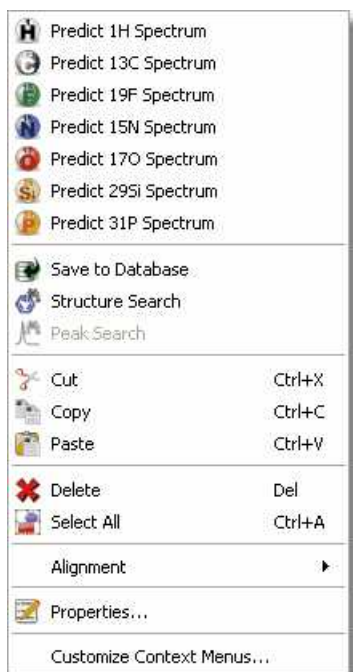 H Predict 1H Spectrum
C Predict 13C Spectrum
F Predict 19F Spectrum
N Predict 15N Spectrum
O Predict 17O Spectrum
Si Predict 29Si Spectrum
P Predict 31P Spectrum
Save to Database
Structure Search
Peak Search
Cut Ctrl+X
Copy Ctrl+C
Paste Ctrl+V
Delete Del
Select All Ctrl+A
Alignment
Properties...
Customize Context Menus...